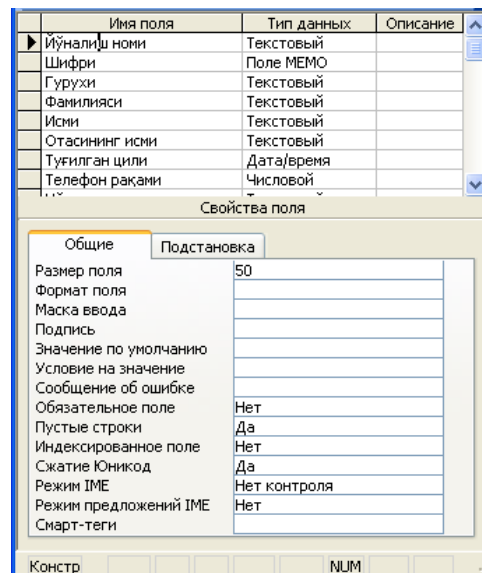 Имя поля Тип данных Описание
Йўналиш номи Текстовый
Шифри Поле МЕМО
Гурухи Текстовый
Фамилияси Текстовый
Исми Текстовый
Отасининг исми Текстовый
Туғилган цили Дата/время
Телефон рақами Числовой
Свойства поля
Общие Подстановка
Размер поля 50
Формат поля
Маска ввода
Подпись
Значение по умолчанию
Условие на значение
Сообщение об ошибке
Обязательное поле Нет
Пустые строки Да
Индексированное поле Нет
Сжатие Юникод Да
Режим IME Нет контроля
Режим предложений IME Нет
Смарт-теги
Констр NUM